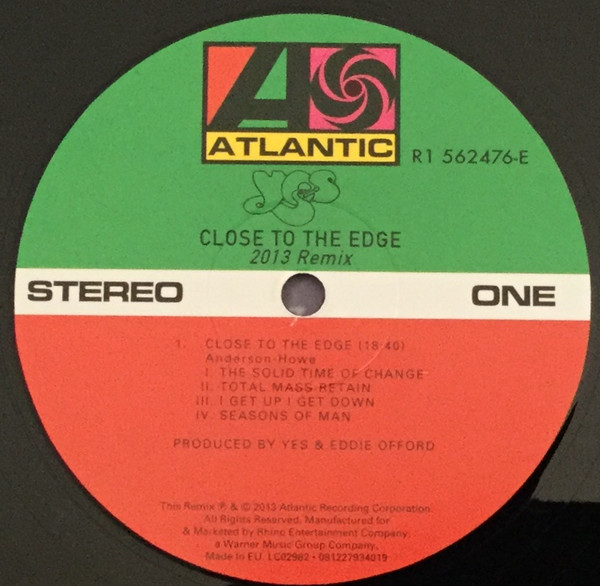 ATLANTIC
R1 562476-E
yes
CLOSE TO THE EDGE
2013 Remix
STEREO
ONE
1. CLOSE TO THE EDGE (18:40)
Anderson-Howe
I. THE SOLID TIME OF CHANGE
II. TOTAL MASS RETAIN
III. I GET UP I GET DOWN
IV. SEASONS OF MAN
PRODUCED BY YES & EDDIE OFFORD
This Remix ℗ & © 2013 Atlantic Recording Corporation.
All Rights Reserved. Manufactured for
& Marketed by Rhino Entertainment Company,
a Warner Music Group Company,
Made in EU. LC02982 • 081227934019